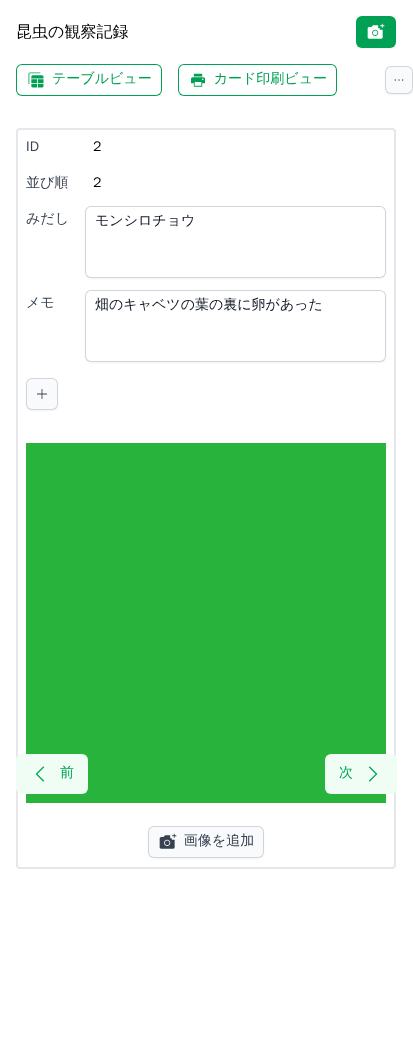 昆虫の観察記録
テーブルビュー カード印刷ビュー ...
ID 2
並び順 2
みだし モンシロチョウ
メモ 畑のキャベツの葉の裏に卵があった
+
前 次
画像を追加